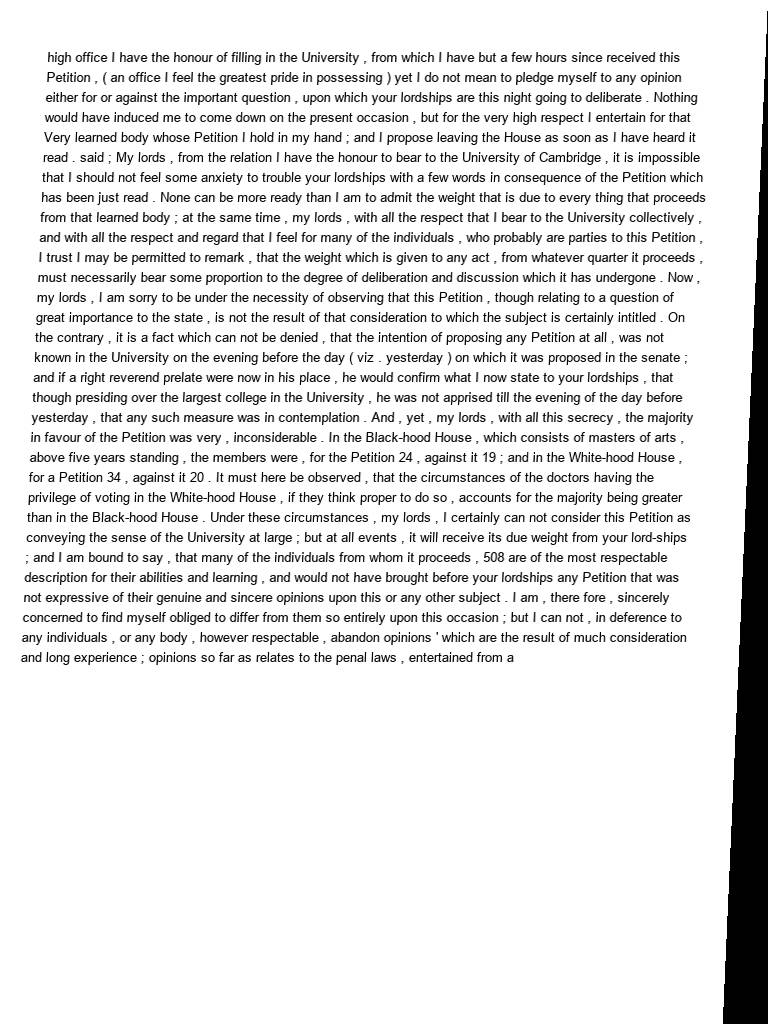 high office I have the honour of filling in the University , from which I have but a few hours since received this
Petition , ( an office I feel the greatest pride in possessing ) yet I do not mean to pledge myself to any opinion
either for or against the important question , upon which your lordships are this night going to deliberate . Nothing
would have induced me to come down on the present occasion , but for the very high respect I entertain for that
Very learned body whose Petition I hold in my hand ; and I propose leaving the House as soon as I have heard it
read . said ; My lords , from the relation I have the honour to bear to the University of Cambridge , it is impossible
that I should not feel some anxiety to trouble your lordships with a few words in consequence of the Petition which
has been just read . None can be more ready than I am to admit the weight that is due to every thing that proceeds
from that learned body ; at the same time , my lords , with all the respect that I bear to the University collectively ,
and with all the respect and regard that I feel for many of the individuals , who probably are parties to this Petition ,
I trust I may be permitted to remark , that the weight which is given to any act , from whatever quarter it proceeds ,
must necessarily bear some proportion to the degree of deliberation and discussion which it has undergone . Now ,
my lords , I am sorry to be under the necessity of observing that this Petition , though relating to a question of
great importance to the state , is not the result of that consideration to which the subject is certainly intitled . On
the contrary , it is a fact which can not be denied , that the intention of proposing any Petition at all , was not
known in the University on the evening before the day ( viz . yesterday ) on which it was proposed in the senate ;
and if a right reverend prelate were now in his place , he would confirm what I now state to your lordships , that
though presiding over the largest college in the University , he was not apprised till the evening of the day before
yesterday , that any such measure was in contemplation . And , yet , my lords , with all this secrecy , the majority
in favour of the Petition was very , inconsiderable . In the Black-hood House , which consists of masters of arts ,
above five years standing , the members were , for the Petition 24 , against it 19 ; and in the White-hood House ,
for a Petition 34 , against it 20 . It must here be observed , that the circumstances of the doctors having the
privilege of voting in the White-hood House , if they think proper to do so , accounts for the majority being greater
than in the Black-hood House . Under these circumstances , my lords , I certainly can not consider this Petition as
conveying the sense of the University at large ; but at all events , it will receive its due weight from your lord-ships
; and I am bound to say , that many of the individuals from whom it proceeds , 508 are of the most respectable
description for their abilities and learning , and would not have brought before your lordships any Petition that was
not expressive of their genuine and sincere opinions upon this or any other subject . I am , there fore , sincerely
concerned to find myself obliged to differ from them so entirely upon this occasion ; but I can not , in deference to
any individuals , or any body , however respectable , abandon opinions ' which are the result of much consideration
and long experience ; opinions so far as relates to the penal laws , entertained from a